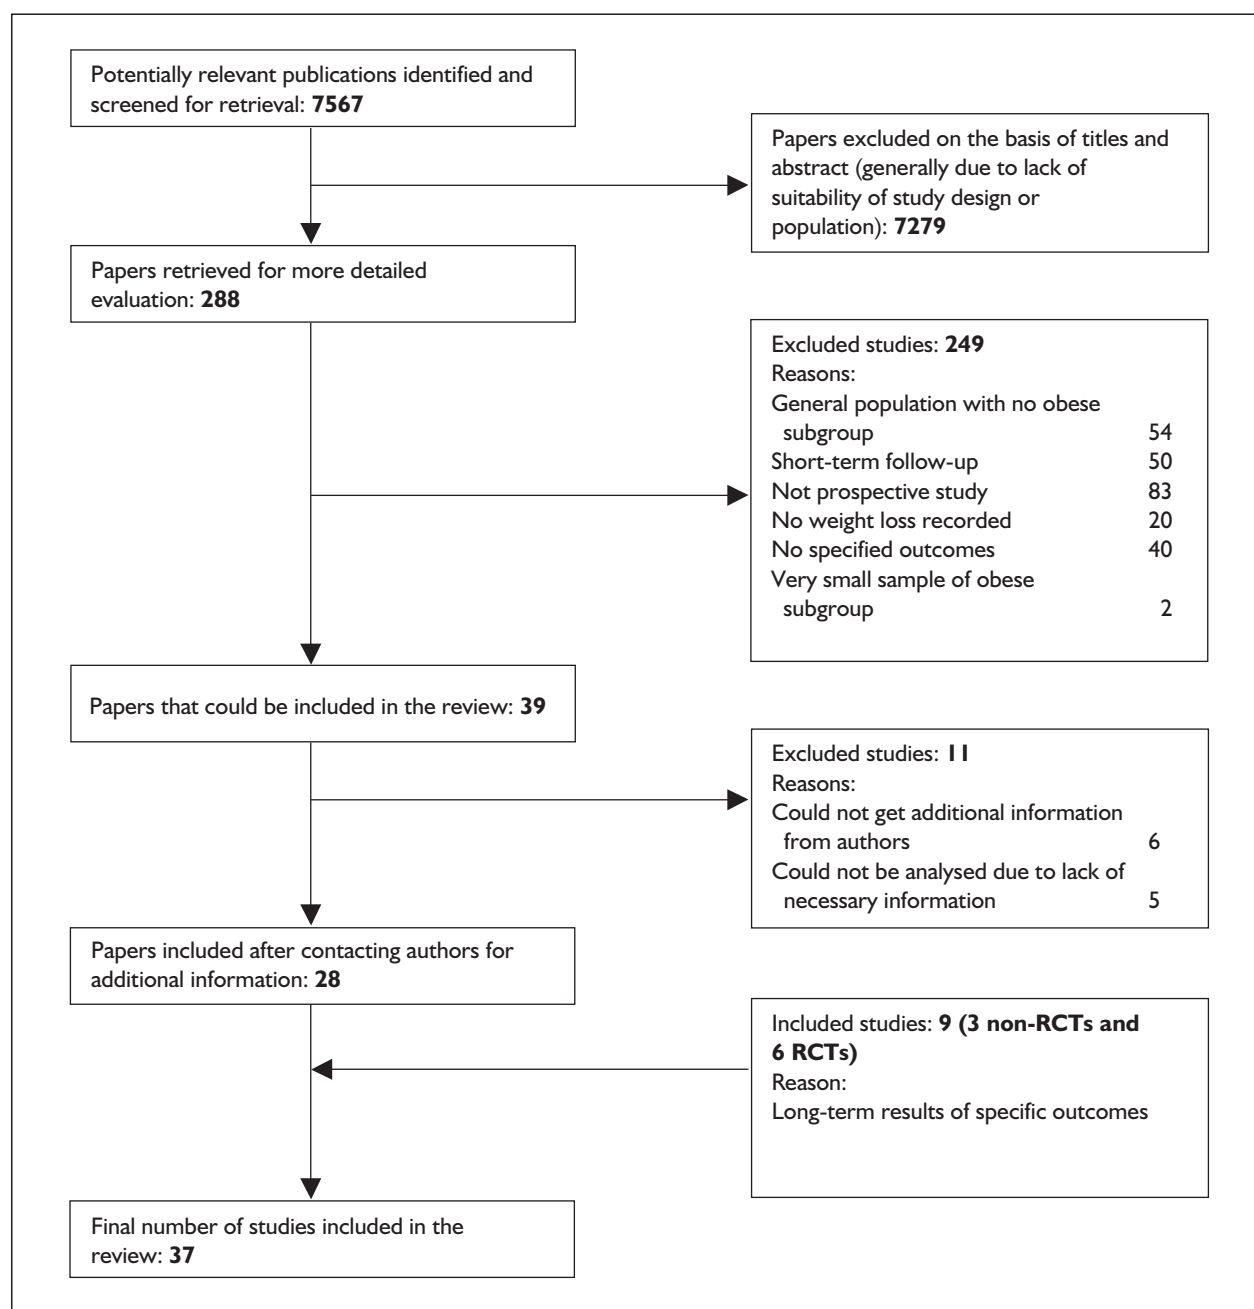 Potentially relevant publications identified and
screened for retrieval: 7567
Papers excluded on the basis of titles and
abstract (generally due to lack of
suitability of study design or
population): 7279
Papers retrieved for more detailed
evaluation: 288
Excluded studies: 249
Reasons:
General population with no obese
subgroup 54
Short-term follow-up 50
Not prospective study 83
No weight loss recorded 20
No specified outcomes 40
Very small sample of obese
subgroup 2
Papers that could be included in the review: 39
Excluded studies: 11
Reasons:
Could not get additional information
from authors 6
Could not be analysed due to lack of
necessary information 5
Papers included after contacting authors for
additional information: 28
Included studies: 9 (3 non-RCTs and
6 RCTs)
Reason:
Long-term results of specific outcomes
Final number of studies included in the
review: 37